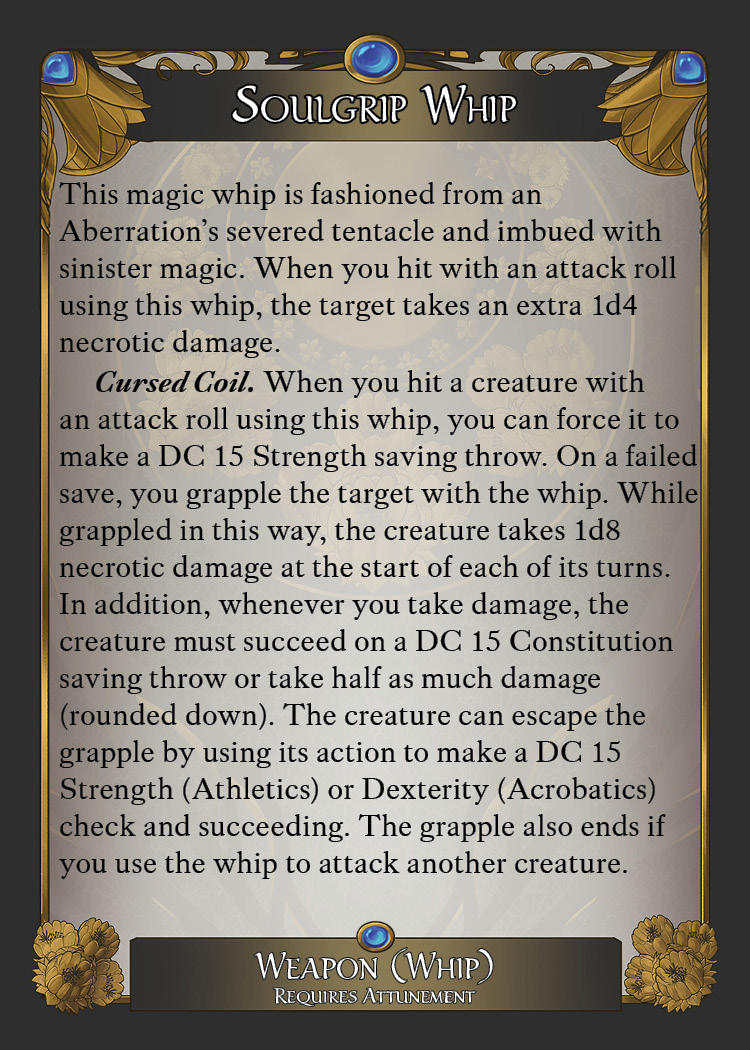 Soulgrip Whip
This magic whip is fashioned from an
Aberration’s severed tentacle and imbued with
sinister magic. When you hit with an attack roll
using this whip, the target takes an extra 1d4
necrotic damage.
Cursed Coil. When you hit a creature with
an attack roll using this whip, you can force it to
make a DC 15 Strength saving throw. On a failed
save, you grapple the target with the whip. While
grappled in this way, the creature takes 1d8
necrotic damage at the start of each of its turns.
In addition, whenever you take damage, the
creature must succeed on a DC 15 Constitution
saving throw or take half as much damage
(rounded down). The creature can escape the
grapple by using its action to make a DC 15
Strength (Athletics) or Dexterity (Acrobatics)
check and succeeding. The grapple also ends if
you use the whip to attack another creature.
Weapon (Whip)
Requires Attunement